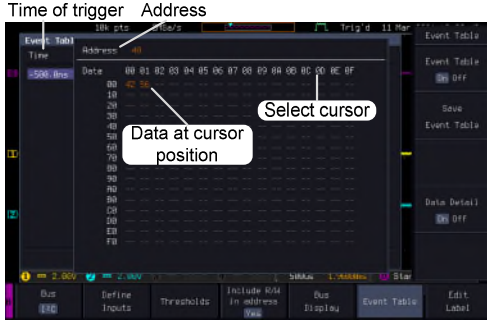 Time of trigger Address
10k pts
Trig'd 11 Mar
Event Table
Address 40
Time
-500.0ns
Date 00 01 02 03 04 05 06 07 08 09 0A 0B 0C 0D 0E 0F
00 42 56
10
20
30
40
50
60
70
80
90
A0
B0
C0
D0
E0
F0
Select cursor
Data at cursor position
Event Table
Event Table
On Off
Save
Event Table
Data Detail
On Off
1 2.00V 2 2.00V 500us
Bus
I²C
Define
Inputs
Thresholds
Include R/W
in address
Yes
Bus
Display
Event Table
Edit
Label